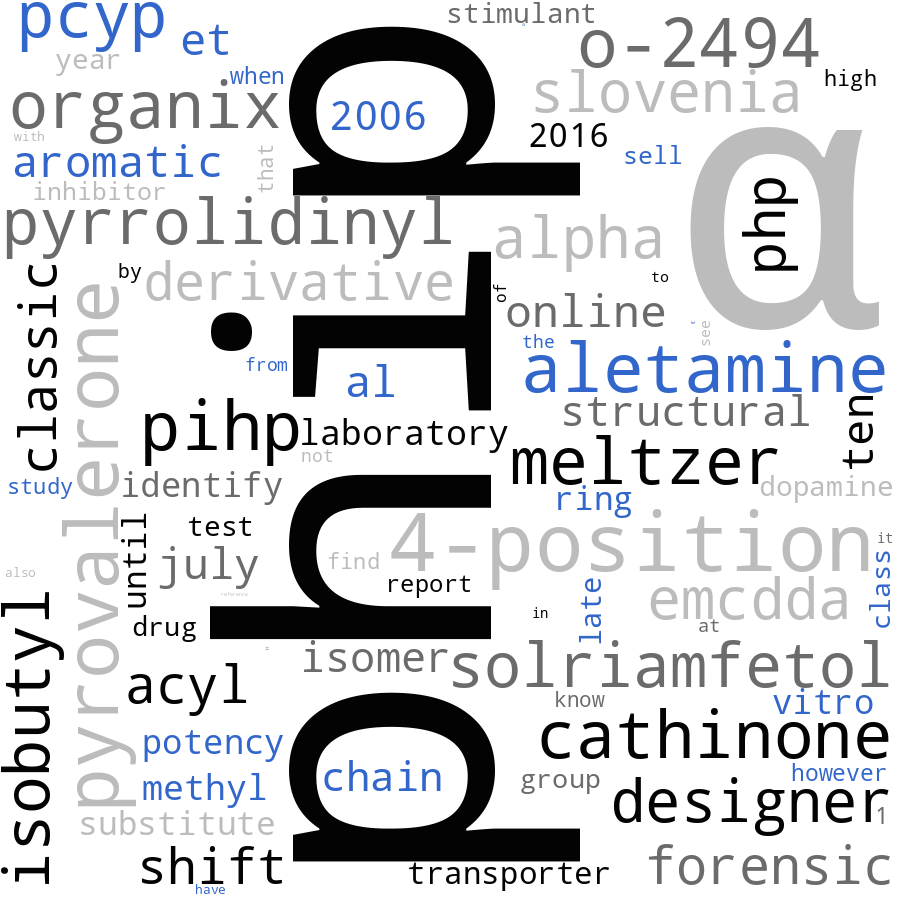 pcyp
et
stimulant
o-2494
year
when
slovenia
high
organix
2006
2016
with
aromatic
that
sell
inhibitor
α
php
pyrrolidinyl
alpha
phip
by
derivative
of
to
online
classic
pyrovalerone
from
the
see
aletamine
al
structural
pihp
laboratory
ten
not
meltzer
study
identify
ring
dopamine
test
until
july
find
4-position
it
also
report
class
emcdda
late
in
isobutyl
drug
at
isomer
solriamfetol
acyl
know
vitro
potency
cathinone
chain
group
however
methyl
designer
1
substitute
shift
transporter
forensic
have
reference